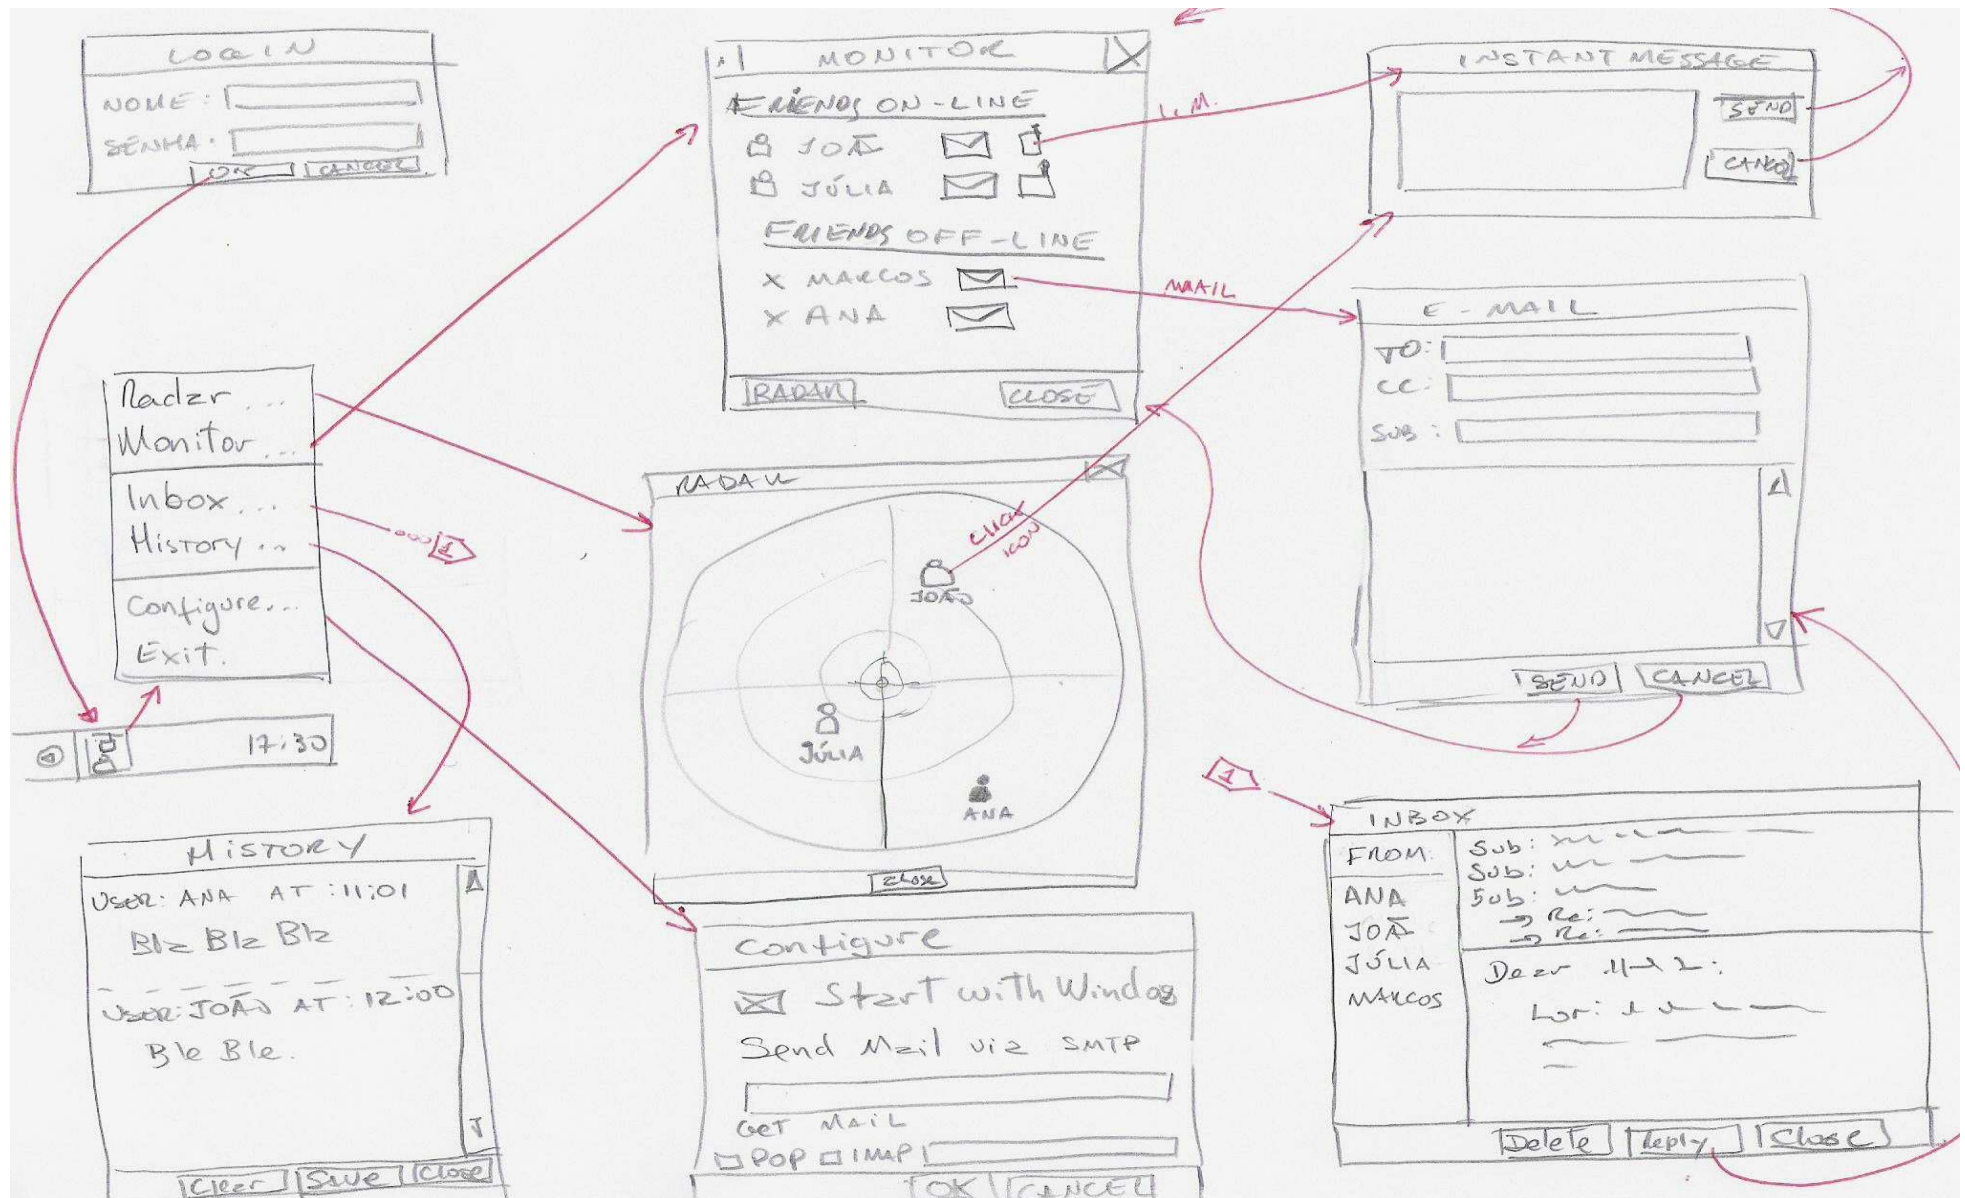 LOGIN
NOME:
SENHA:
OK CANCEL
MONITOR
FRIENDS ON-LINE
JOÃO
JÚLIA
FRIENDS OFF-LINE
X MARCOS
X ANA
RADAR CLOSE
I.M.
INSTANT MESSAGE
SEND
CANCEL
MAIL
E-MAIL
TO:
CC:
SUB:
SEND CANCEL
Radar...
Monitor...
Inbox...
History...
Configure...
Exit.
1
17:30
RADAR
CLICK
ICON
JOÃO
JÚLIA
ANA
Close
HISTORY
USER: ANA AT: 11:01
Bla Bla Bla
USER: JOÃO AT: 12:00
Ble Ble.
Clear Save Close
Configure
Start with Windos
Send Mail via SMTP
GET MAIL
POP IMAP
OK CANCEL
1
INBOX
FROM:
ANA
JOÃO
JÚLIA
MARCOS
Sub:
Sub:
Sub:
→ Re:
→ Re:
Dear
Delete Reply Close